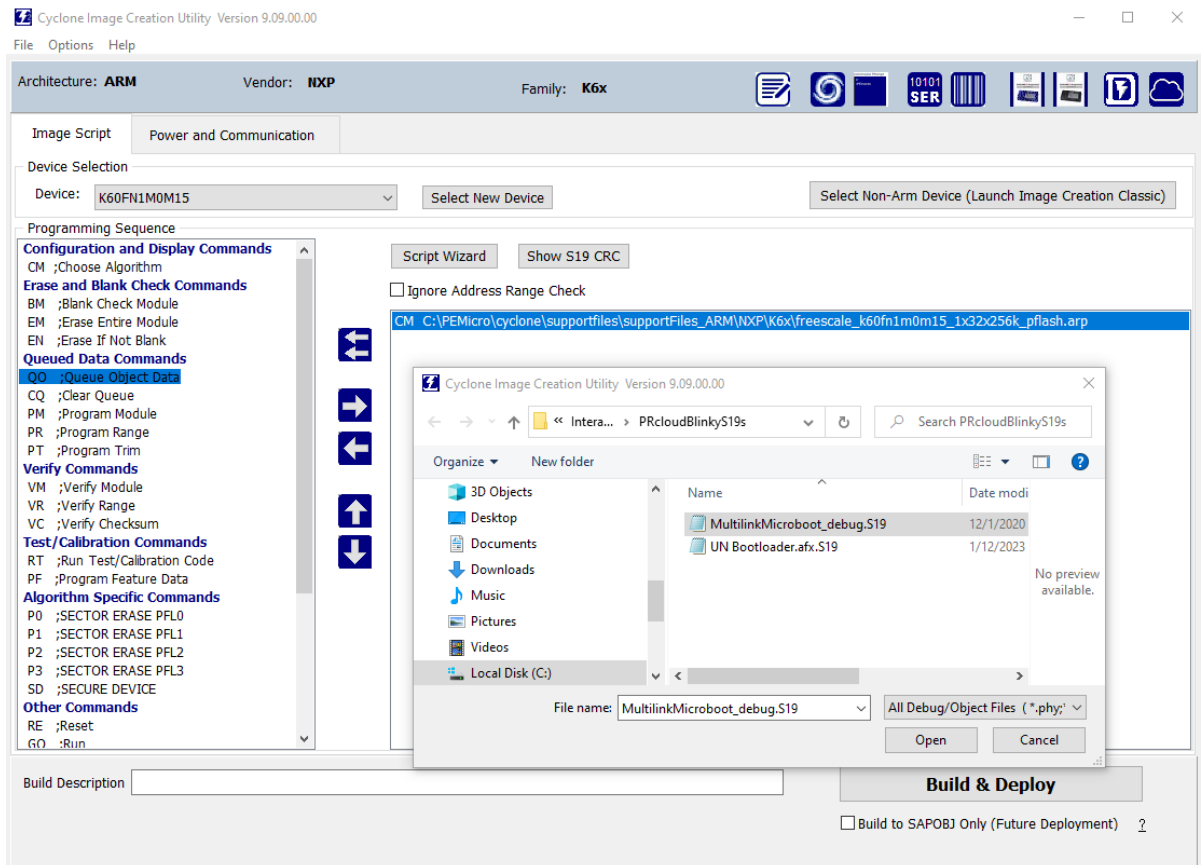 Cyclone Image Creation Utility Version 9.09.00.00
File Options Help
Architecture: ARM Vendor: NXP Family: K6x
10101
SER
Image Script Power and Communication
Device Selection
Device: K60FN1M0M15 Select New Device Select Non-Arm Device (Launch Image Creation Classic)
Programming Sequence
Configuration and Display Commands
CM ;Choose Algorithm
Erase and Blank Check Commands
BM ;Blank Check Module
EM ;Erase Entire Module
EN ;Erase If Not Blank
Queued Data Commands
QO ;Queue Object Data
CQ ;Clear Queue
PM ;Program Module
PR ;Program Range
PT ;Program Trim
Verify Commands
VM ;Verify Module
VR ;Verify Range
VC ;Verify Checksum
Test/Calibration Commands
RT ;Run Test/Calibration Code
PF ;Program Feature Data
Algorithm Specific Commands
P0 ;SECTOR ERASE PFL0
P1 ;SECTOR ERASE PFL1
P2 ;SECTOR ERASE PFL2
P3 ;SECTOR ERASE PFL3
SD ;SECURE DEVICE
Other Commands
RE ;Reset
GO ;Run
Script Wizard Show S19 CRC
Ignore Address Range Check
CM C:\PEMicro\cyclone\supportfiles\supportFiles_ARM\NXP\K6x\freescale_k60fn1m0m15_1x32x256k_pflash.arp
Cyclone Image Creation Utility Version 9.09.00.00
« Intera... › PRcloudBlinkyS19s Search PRcloudBlinkyS19s
Organize New folder
3D Objects
Desktop
Documents
Downloads
Music
Pictures
Videos
Local Disk (C:)
Name Date modi
MultilinkMicroboot_debug.S19 12/1/2020
UN Bootloader.afx.S19 1/12/2023
No preview
available.
File name: MultilinkMicroboot_debug.S19 All Debug/Object Files (*.phy;'
Open Cancel
Build Description Build & Deploy
Build to SAPOBJ Only (Future Deployment) ?